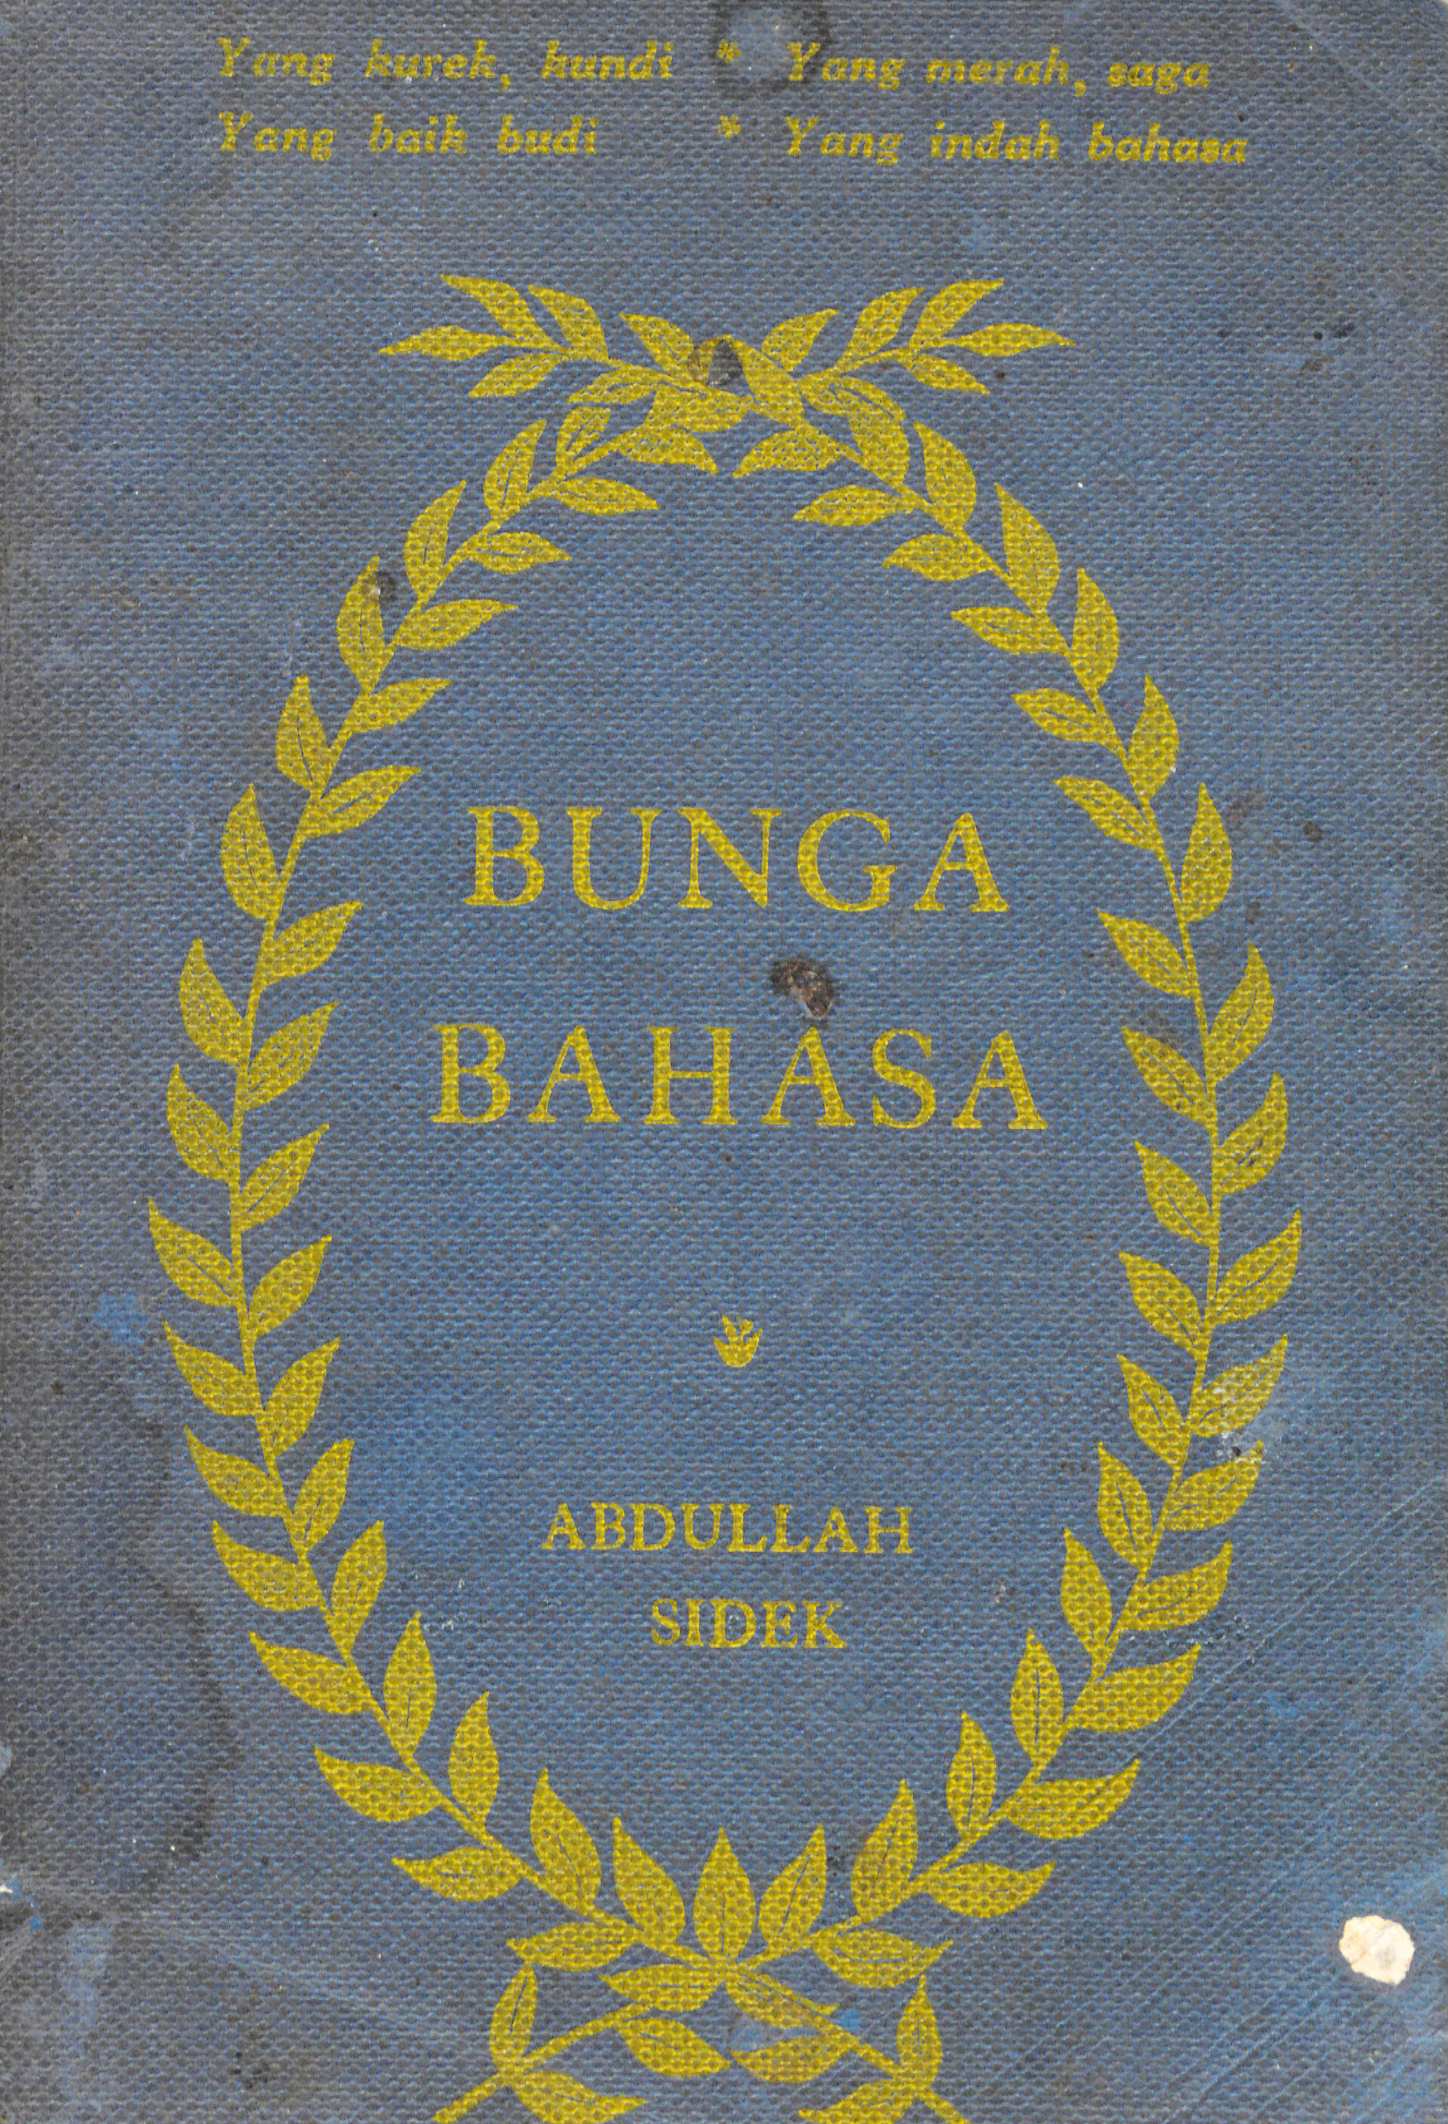 Yang kurek, kundi * Yang merah, saga
Yang baik budi * Yang indah bahasa
BUNGA
BAHASA
ABDULLAH
SIDEK